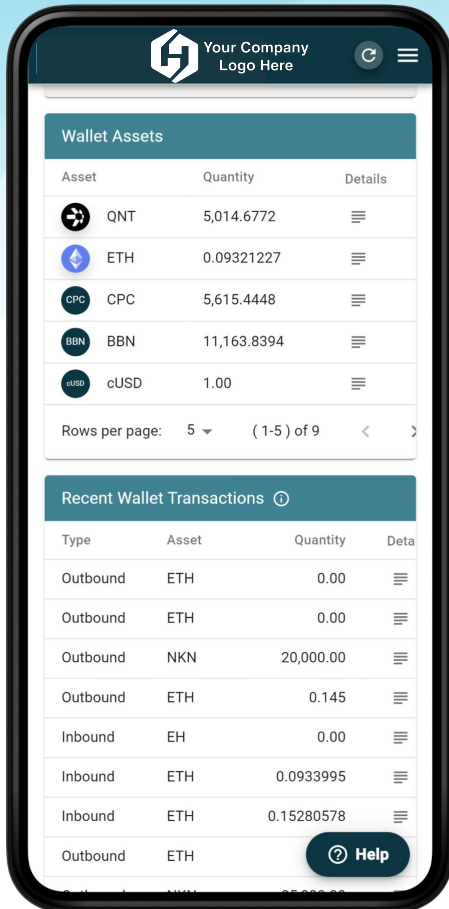 Your Company
Logo Here
Wallet Assets
Asset Quantity Details
QNT 5,014.6772
ETH 0.09321227
CPC CPC 5,615.4448
BBN BBN 11,163.8394
cUSD cUSD 1.00
Rows per page: 5 ( 1-5 ) of 9
Recent Wallet Transactions
Type Asset Quantity Deta
Outbound ETH 0.00
Outbound ETH 0.00
Outbound NKN 20,000.00
Outbound ETH 0.145
Inbound EH 0.00
Inbound ETH 0.0933995
Inbound ETH 0.15280578
Outbound ETH
Help